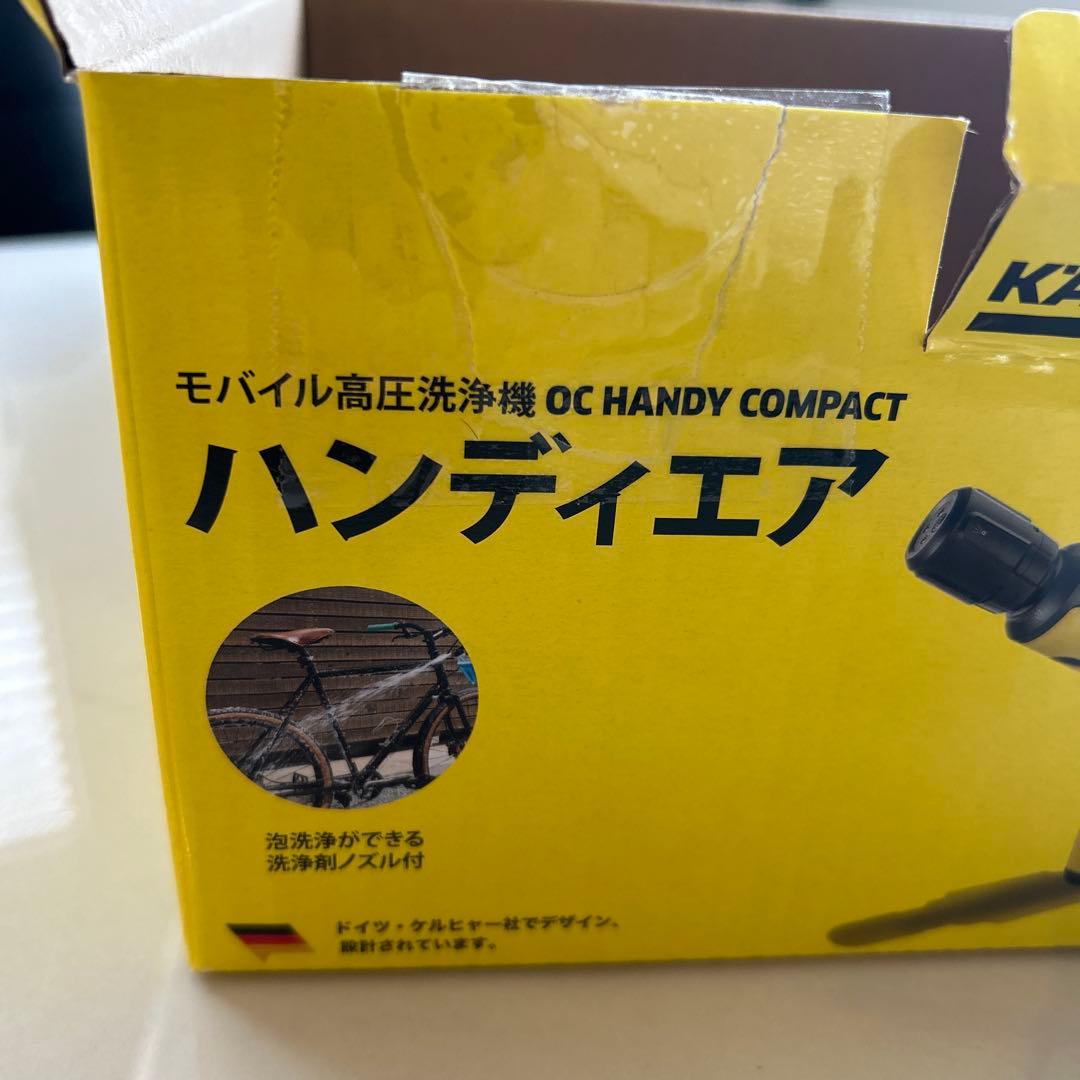 KÄ
モバイル高圧洗浄機 OC HANDY COMPACT
ハンディエア
泡洗浄ができる
洗浄剤ノズル付
ドイツ・ケルヒャー社でデザイン、
設計されています。